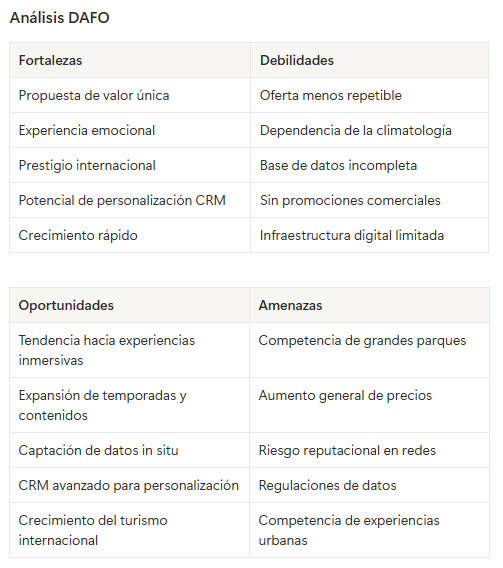 Análisis DAFO
Fortalezas Debilidades
Propuesta de valor única Oferta menos repetible
Experiencia emocional Dependencia de la climatología
Prestigio internacional Base de datos incompleta
Potencial de personalización CRM Sin promociones comerciales
Crecimiento rápido Infraestructura digital limitada
Oportunidades Amenazas
Tendencia hacia experiencias
inmersivas
Competencia de grandes parques
Expansión de temporadas y
contenidos
Aumento general de precios
Captación de datos in situ Riesgo reputacional en redes
CRM avanzado para personalización Regulaciones de datos
Crecimiento del turismo
internacional
Competencia de experiencias
urbanas